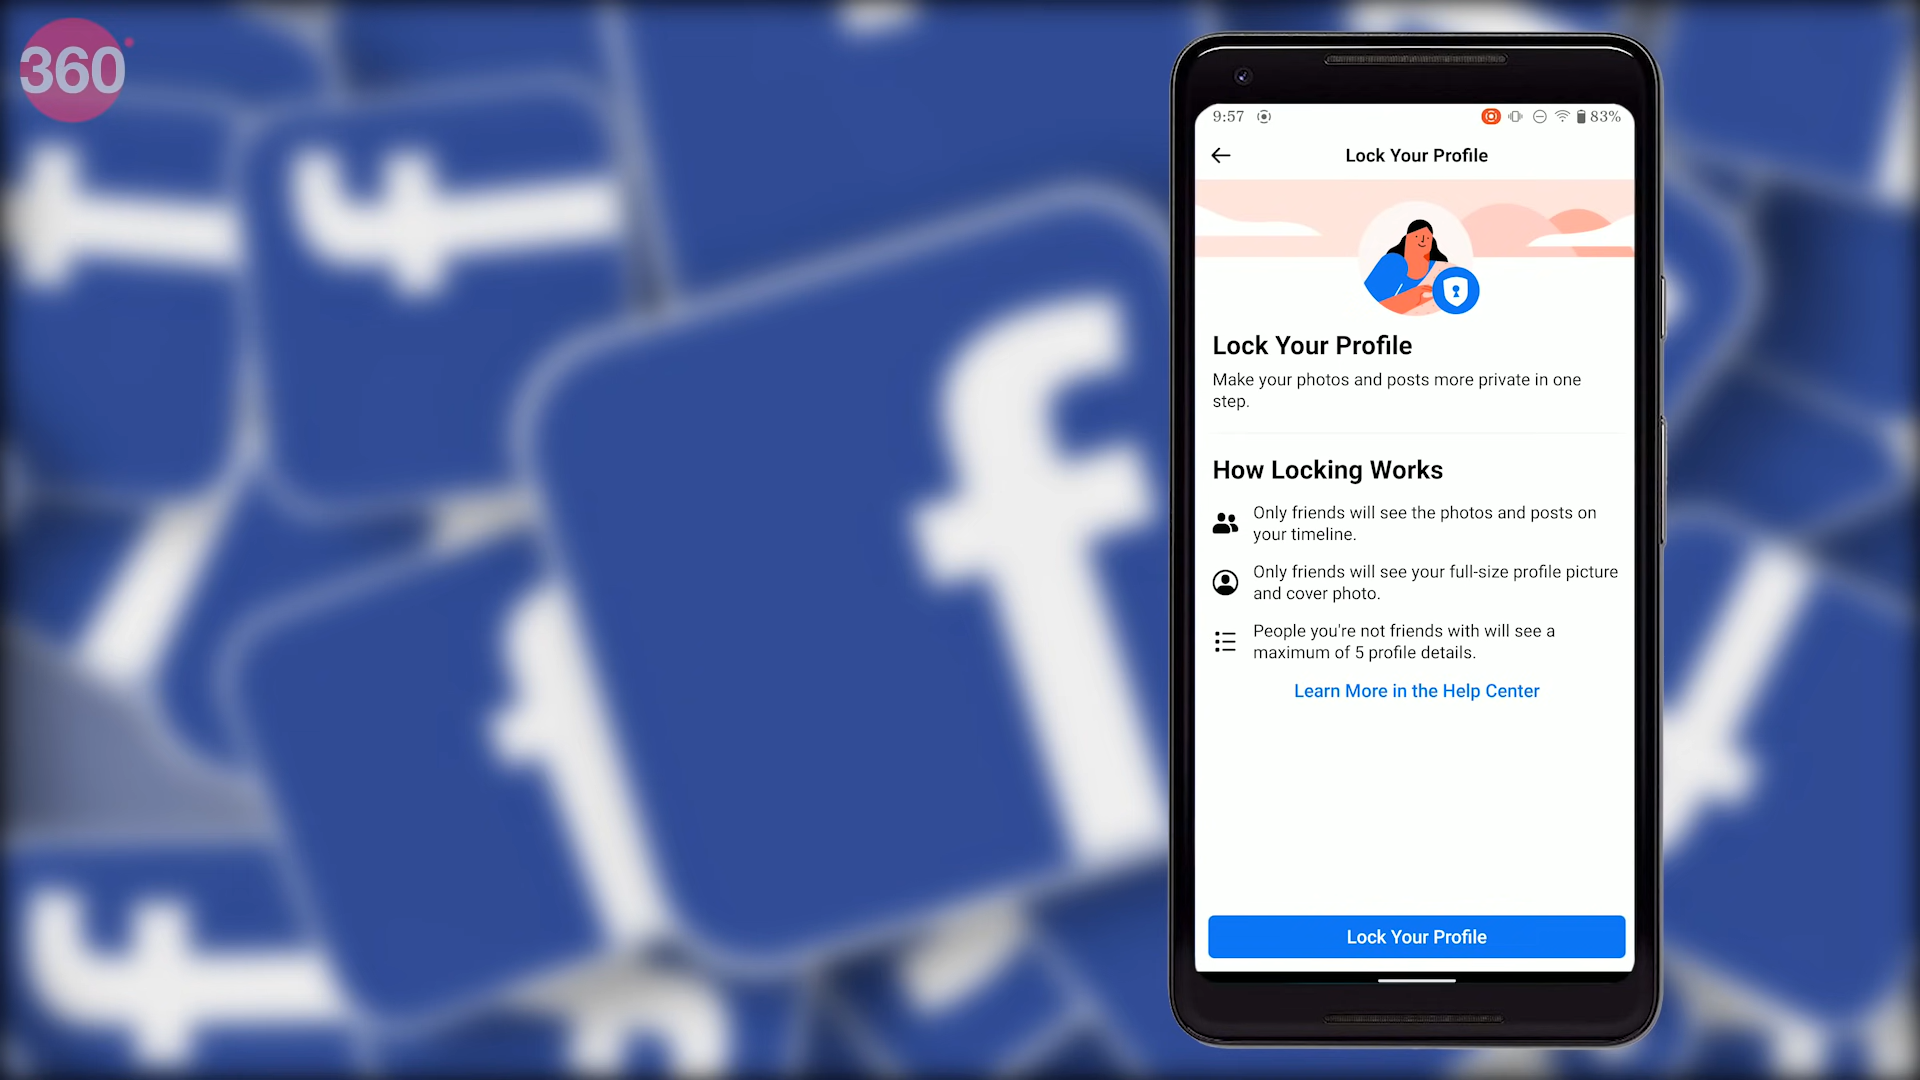 360
9:57
83%
Lock Your Profile
Lock Your Profile
Make your photos and posts more private in one
step.
How Locking Works
Only friends will see the photos and posts on
your timeline.
Only friends will see your full-size profile picture
and cover photo.
People you're not friends with will see a
maximum of 5 profile details.
Learn More in the Help Center
Lock Your Profile